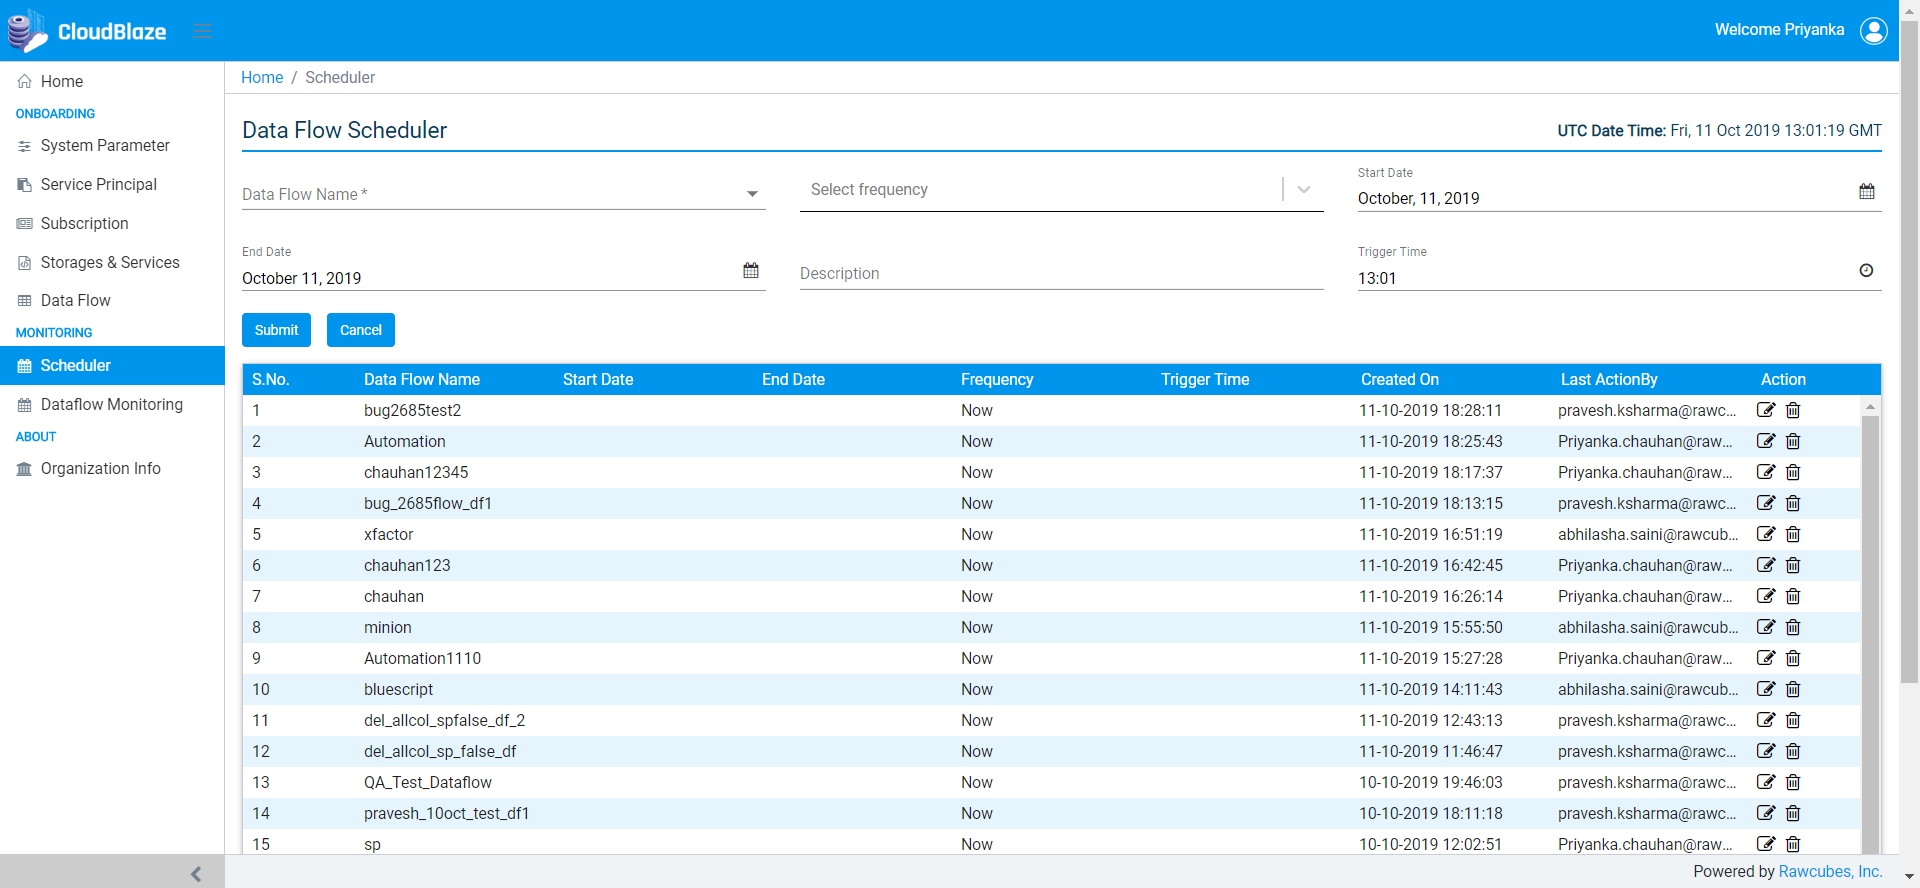 CloudBlaze
Welcome Priyanka
Home
ONBOARDING
System Parameter
Service Principal
Subscription
Storages & Services
Data Flow
MONITORING
Scheduler
Dataflow Monitoring
ABOUT
Organization Info
Home / Scheduler
Data Flow Scheduler
UTC Date Time: Fri, 11 Oct 2019 13:01:19 GMT
Data Flow Name *
Select frequency
Start Date
October, 11, 2019
End Date
October 11, 2019
Description
Trigger Time
13:01
Submit Cancel
S.No. Data Flow Name Start Date End Date Frequency Trigger Time Created On Last ActionBy Action
1 bug2685test2 Now 11-10-2019 18:28:11 pravesh.ksharma@rawc...
2 Automation Now 11-10-2019 18:25:43 Priyanka.chauhan@raw...
3 chauhan12345 Now 11-10-2019 18:17:37 Priyanka.chauhan@raw...
4 bug_2685flow_df1 Now 11-10-2019 18:13:15 pravesh.ksharma@rawc...
5 xfactor Now 11-10-2019 16:51:19 abhilasha.saini@rawcub...
6 chauhan123 Now 11-10-2019 16:42:45 Priyanka.chauhan@raw...
7 chauhan Now 11-10-2019 16:26:14 Priyanka.chauhan@raw...
8 minion Now 11-10-2019 15:55:50 abhilasha.saini@rawcub...
9 Automation1110 Now 11-10-2019 15:27:28 Priyanka.chauhan@raw...
10 bluescript Now 11-10-2019 14:11:43 abhilasha.saini@rawcub...
11 del_allcol_spfalse_df_2 Now 11-10-2019 12:43:13 pravesh.ksharma@rawc...
12 del_allcol_sp_false_df Now 11-10-2019 11:46:47 pravesh.ksharma@rawc...
13 QA_Test_Dataflow Now 10-10-2019 19:46:03 pravesh.ksharma@rawc...
14 pravesh_10oct_test_df1 Now 10-10-2019 18:11:18 pravesh.ksharma@rawc...
15 sp Now 10-10-2019 12:02:51 Priyanka.chauhan@raw...
Powered by Rawcubes, Inc.